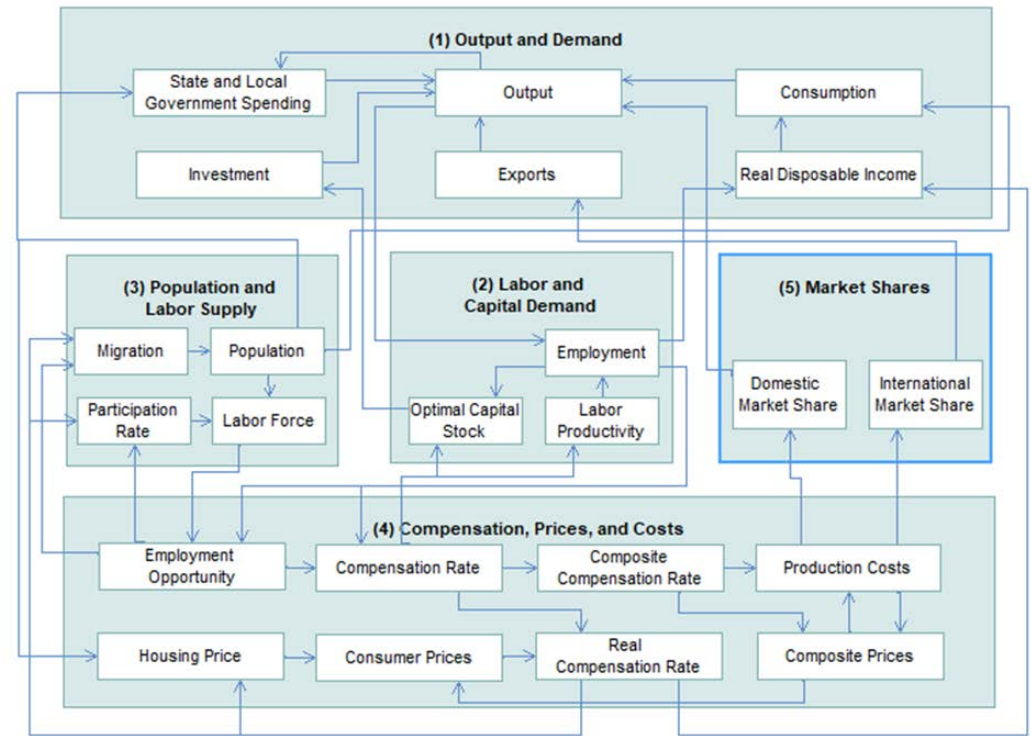 (1) Output and Demand
State and Local
Government Spending
Output
Consumption
Investment
Exports
Real Disposable Income
(3) Population and
Labor Supply
Migration
Population
Participation
Rate
Labor Force
(2) Labor and
Capital Demand
Employment
Optimal Capital
Stock
Labor
Productivity
(5) Market Shares
Domestic
Market Share
International
Market Share
(4) Compensation, Prices, and Costs
Employment
Opportunity
Compensation Rate
Composite
Compensation Rate
Production Costs
Housing Price
Consumer Prices
Real
Compensation Rate
Composite Prices